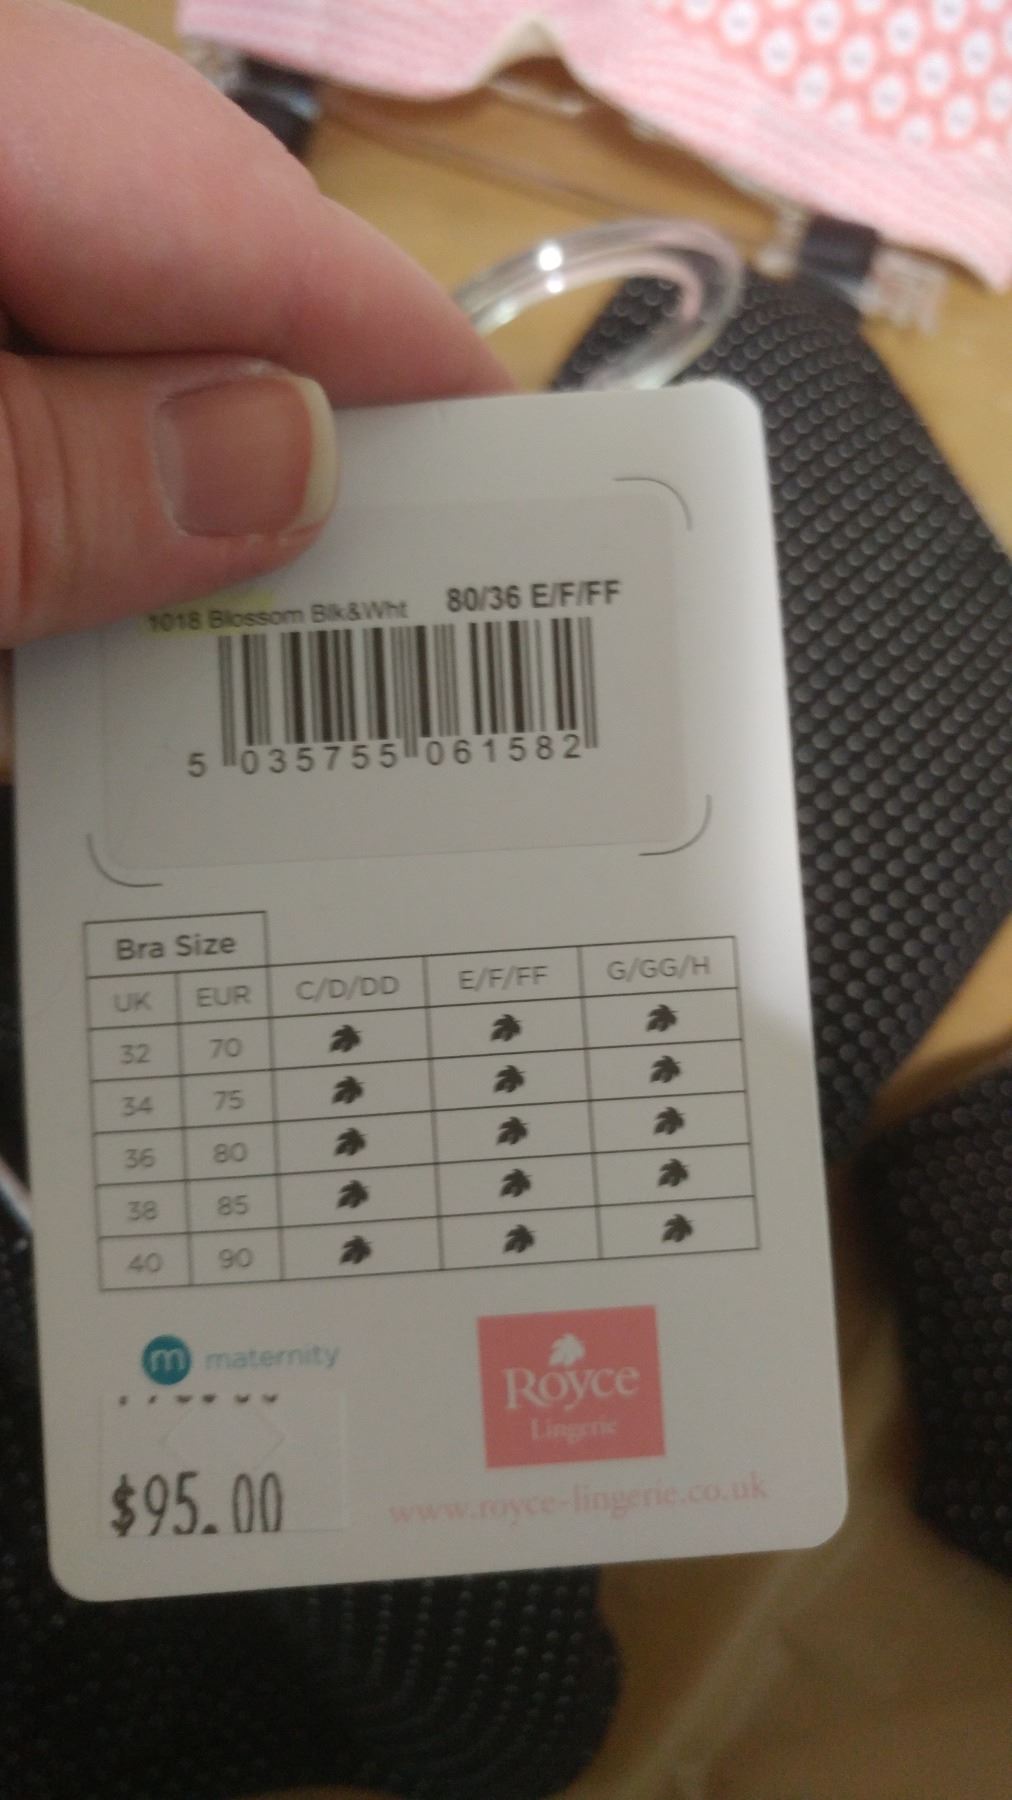 1018 Blossom Blk&Wht 80/36 E/F/FF
5 035755 061582
Bra Size
UK EUR C/D/DD E/F/FF G/GG/H
32 70
34 75
36 80
38 85
40 90
m maternity
Royce
Lingerie
$95.00
www.royce-lingerie.co.uk